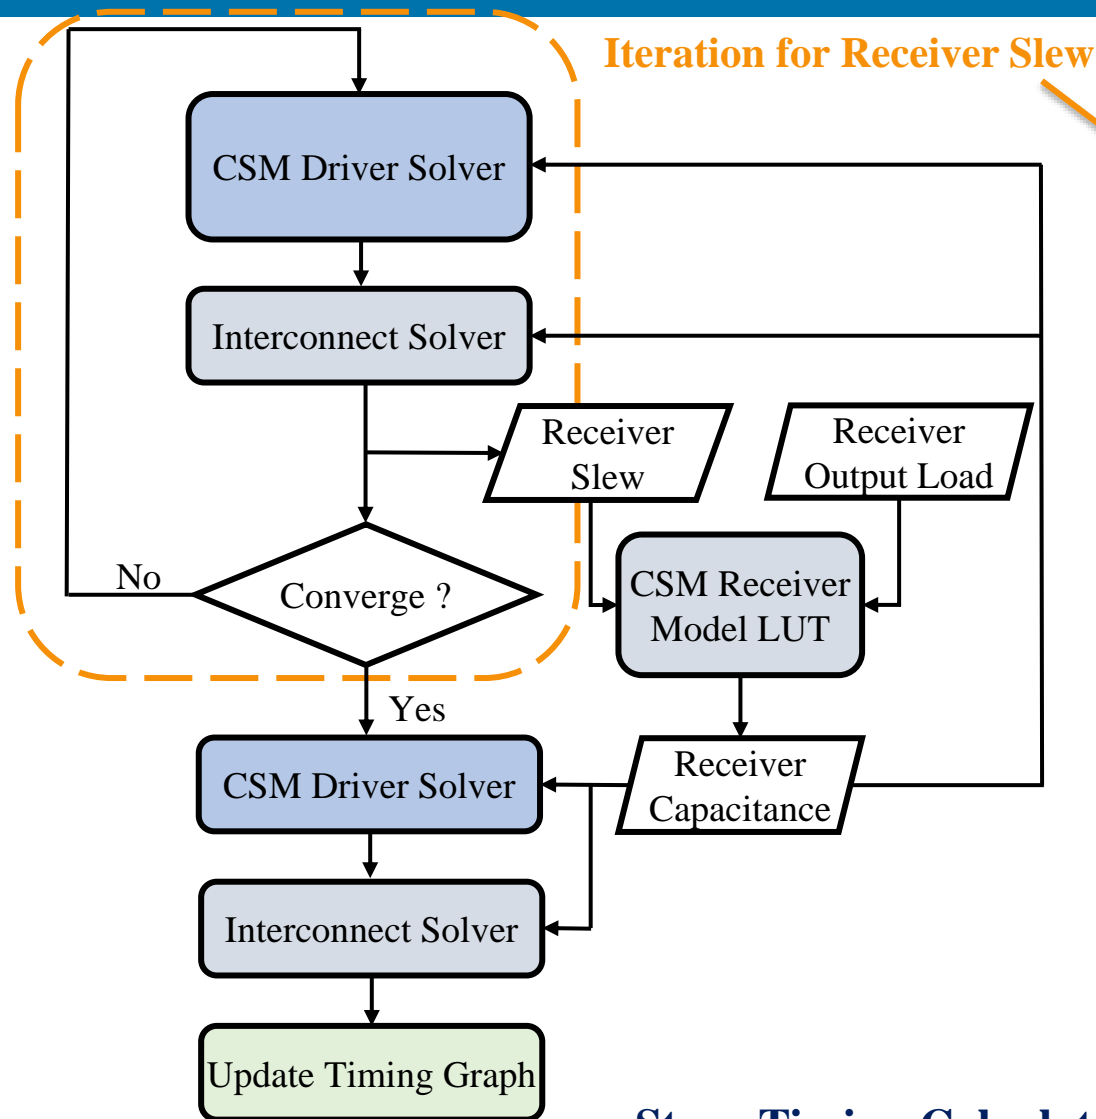 Iteration for Receiver Slew
CSM Driver Solver
Interconnect Solver
Receiver
Slew
Receiver
Output Load
No
Converge ?
CSM Receiver
Model LUT
Yes
CSM Driver Solver
Receiver
Capacitance
Interconnect Solver
Update Timing Graph